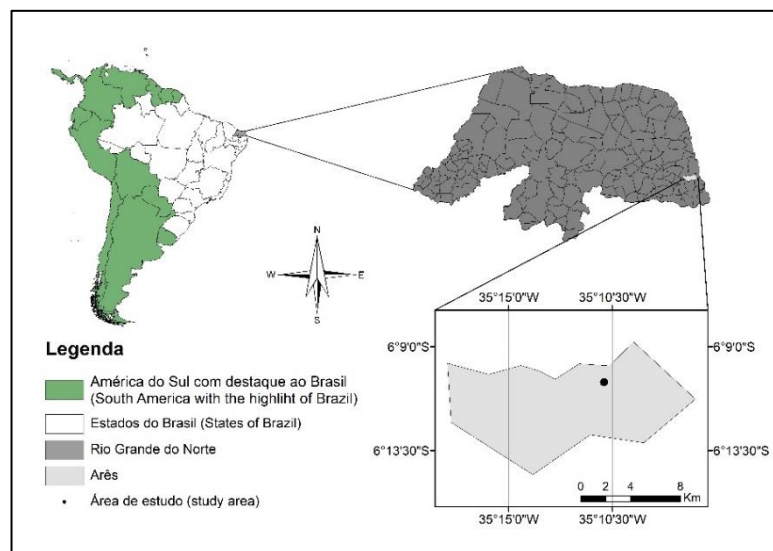 N
W E
S
Legenda
América do Sul com destaque ao Brasil
(South America with the highliht of Brazil)
Estados do Brasil (States of Brazil)
Rio Grande do Norte
Arês
Área de estudo (study area)
35°15'0"W 35°10'30"W
6°9'0"S 6°9'0"S
6°13'30"S 6°13'30"S
0 2 4 8
Km
35°15'0"W 35°10'30"W